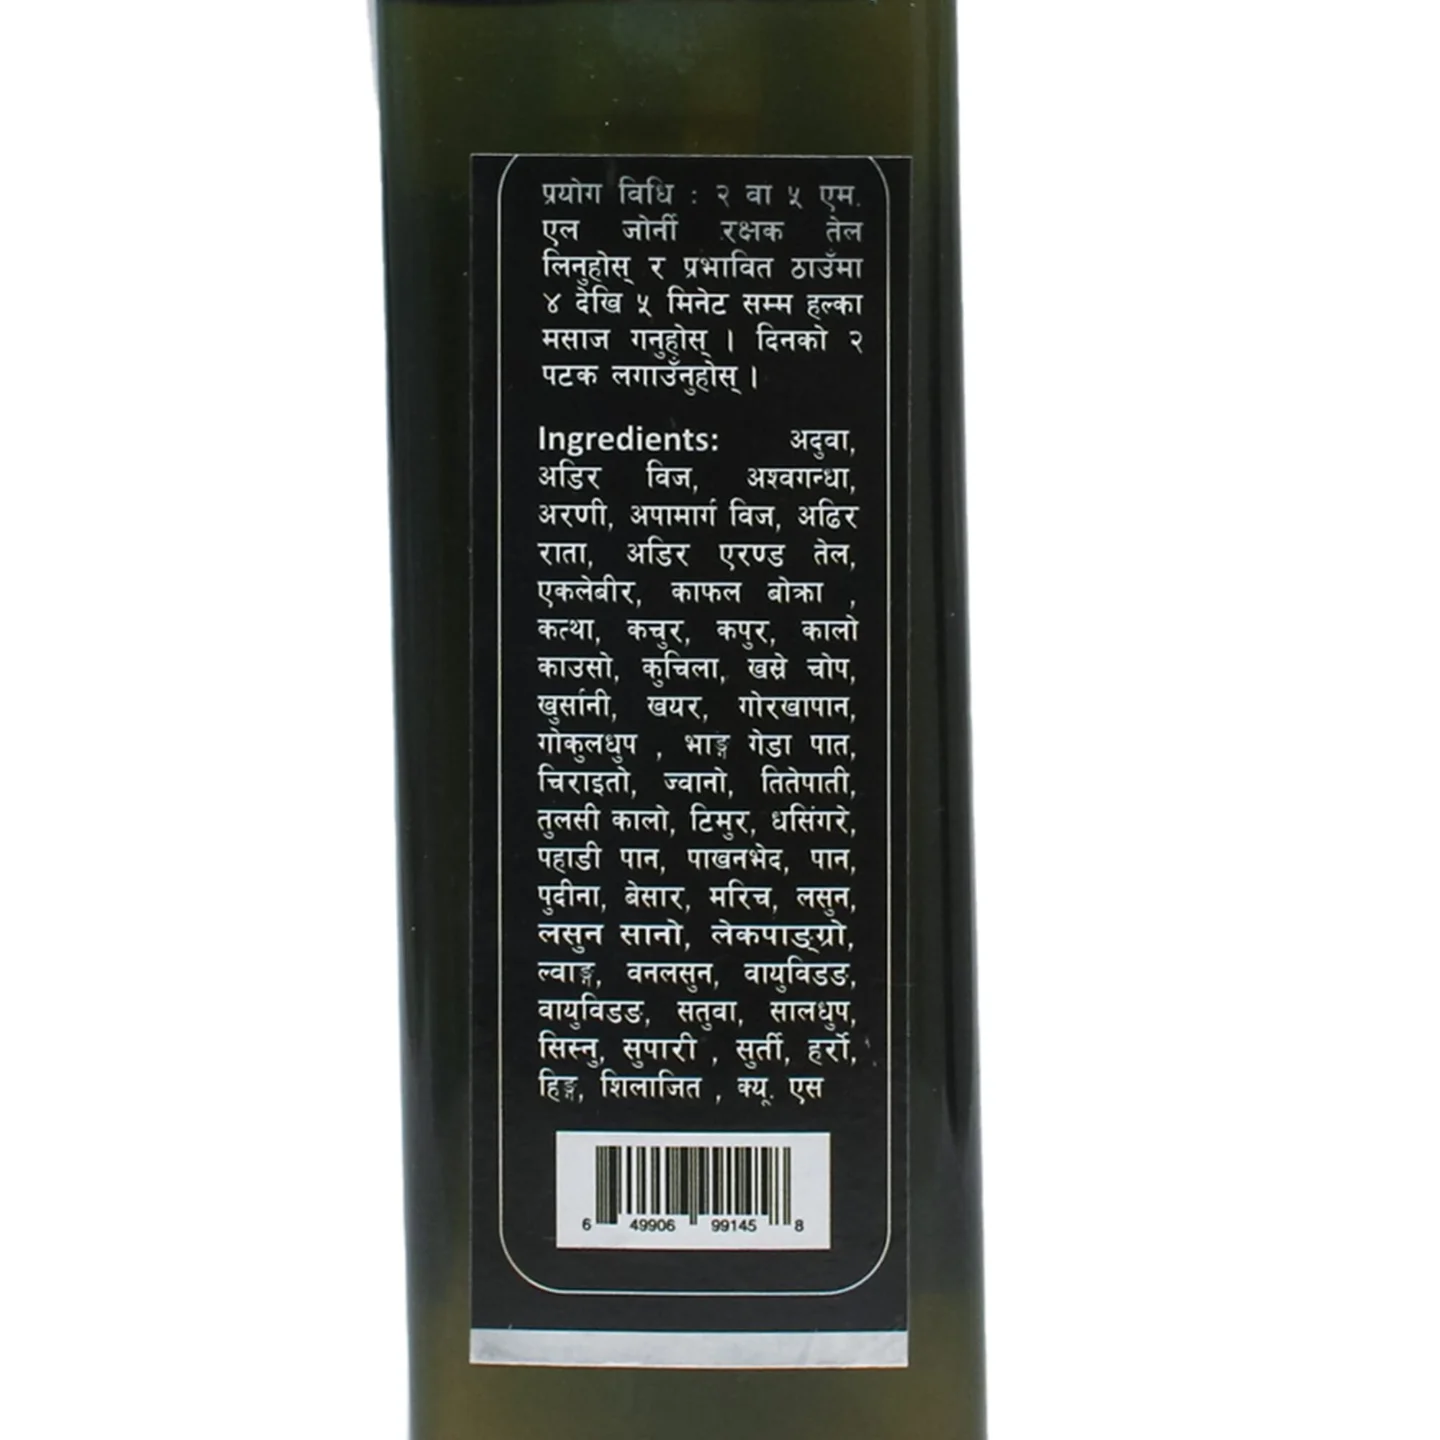 प्रयोग विधि : २ वा ५ एम.
एल जोर्नी रक्षक तेल
लिनुहोस् र प्रभावित ठाउँमा
४ देखि ५ मिनेट सम्म हल्का
मसाज गनुहोस् । दिनको २
पटक लगाउँनुहोस् ।
Ingredients: अदुवा,
अडिर विज, अश्वगन्धा,
अरणी, अपामार्ग विज, अढिर
राता, अडिर एरण्ड तेल,
एकलेबीर, काफल बोक्रा ,
कत्था, कचुर, कपुर, कालो
काउसो, कुचिला, खस्रे चोप,
खुर्सानी, खयर, गोरखापान,
गोकुलधुप , भाङ्ग गेडा पात,
चिराइतो, ज्वानो, तितेपाती,
तुलसी कालो, टिमुर, धसिंगरे,
पहाडी पान, पाखनभेद, पान,
पुदीना, बेसार, मरिच, लसुन,
लसुन सानो, लेकपाङ्ग्रो,
ल्वाङ्ग, वनलसुन, वायुविडङ,
वायुविडङ, सतुवा, सालधुप,
सिस्नु, सुपारी , सुर्ती, हर्रो,
हिङ्ग, शिलाजित , क्यू. एस
6 49906 99145 8